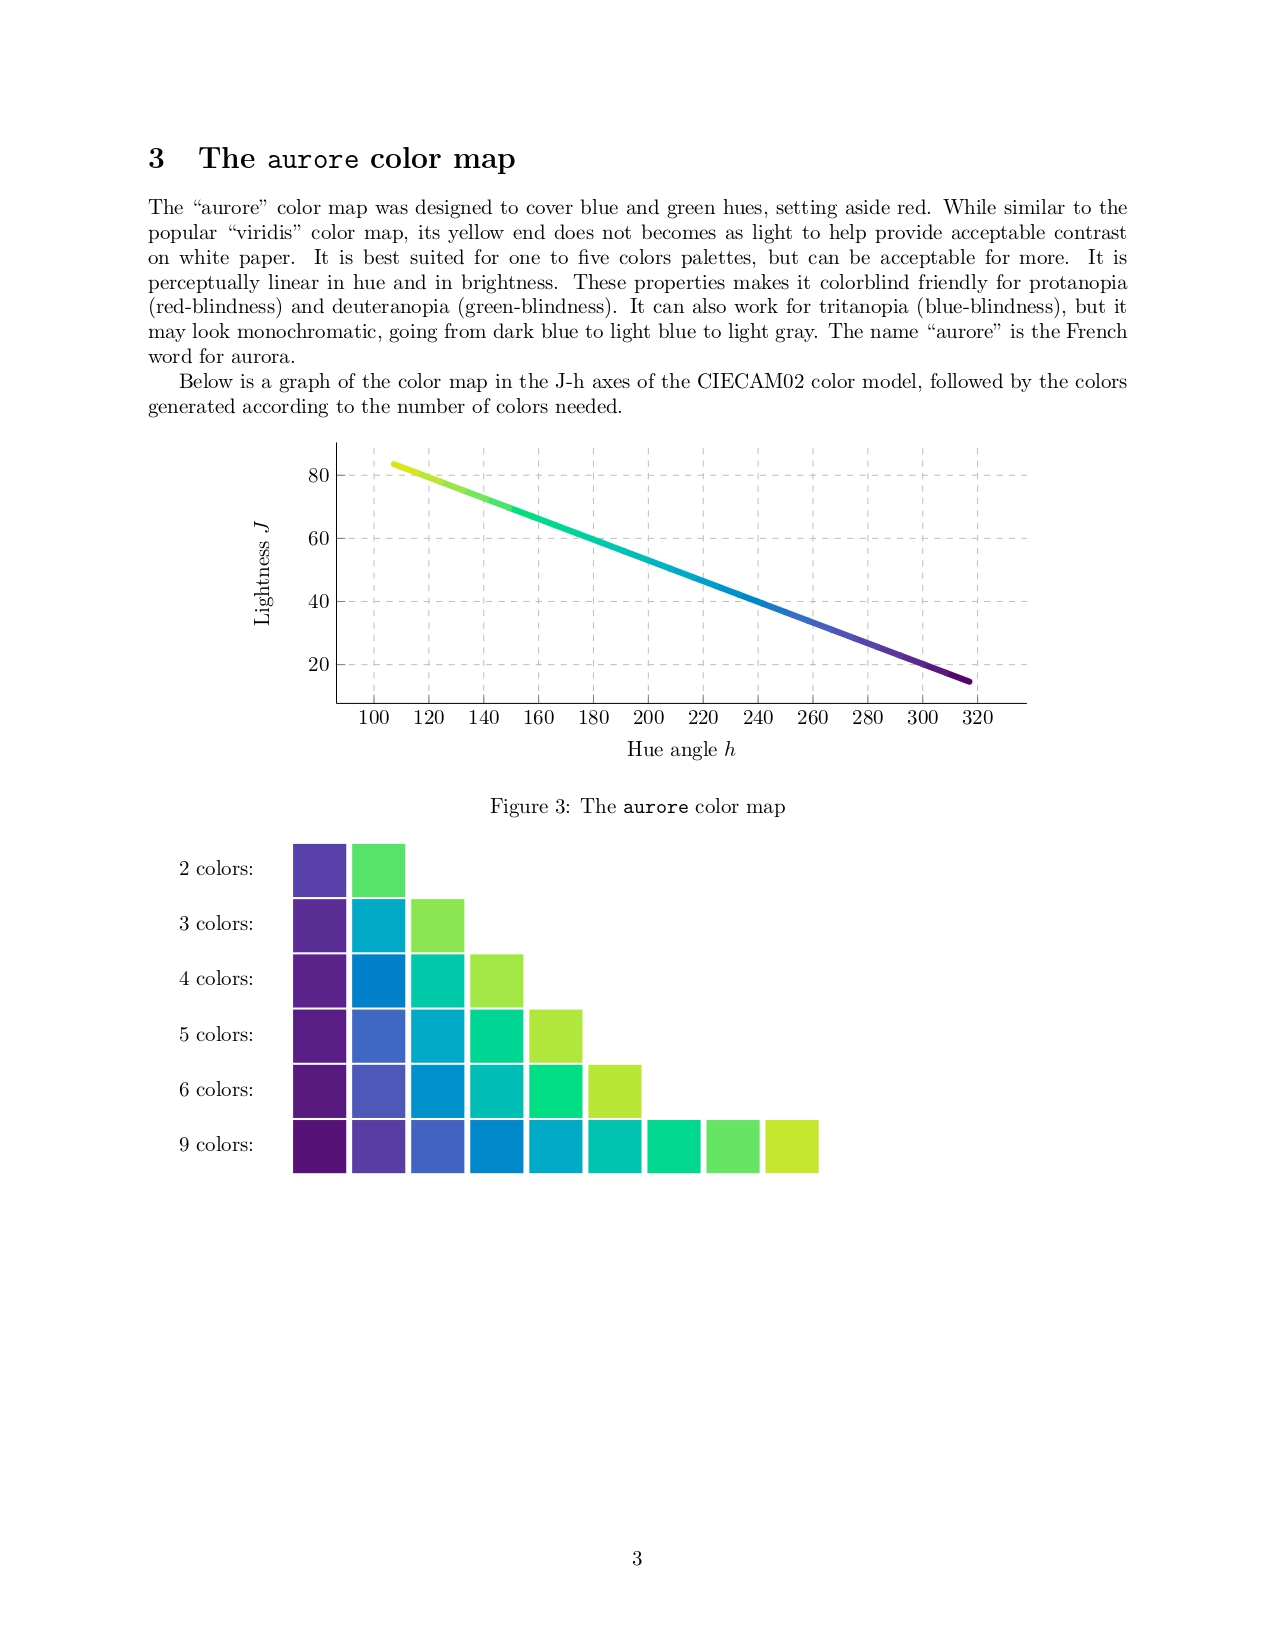 3 The aurore color map
The “aurore” color map was designed to cover blue and green hues, setting aside red. While similar to the
popular “viridis” color map, its yellow end does not becomes as light to help provide acceptable contrast
on white paper. It is best suited for one to five colors palettes, but can be acceptable for more. It is
perceptually linear in hue and in brightness. These properties makes it colorblind friendly for protanopia
(red-blindness) and deuteranopia (green-blindness). It can also work for tritanopia (blue-blindness), but it
may look monochromatic, going from dark blue to light blue to light gray. The name “aurore” is the French
word for aurora.
Below is a graph of the color map in the J-h axes of the CIECAM02 color model, followed by the colors
generated according to the number of colors needed.
80
60
40
20
Lightness J
100 120 140 160 180 200 220 240 260 280 300 320
Hue angle h
Figure 3: The aurore color map
2 colors:
3 colors:
4 colors:
5 colors:
6 colors:
9 colors:
3